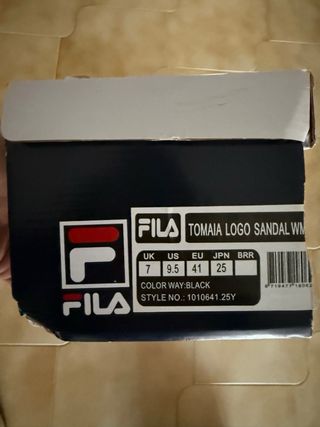 FILA TOMAIA LOGO SANDAL WM
UK US EU JPN BRR
7 9.5 41 25
COLOR WAY:BLACK
STYLE NO.: 1010641.25Y
FILA